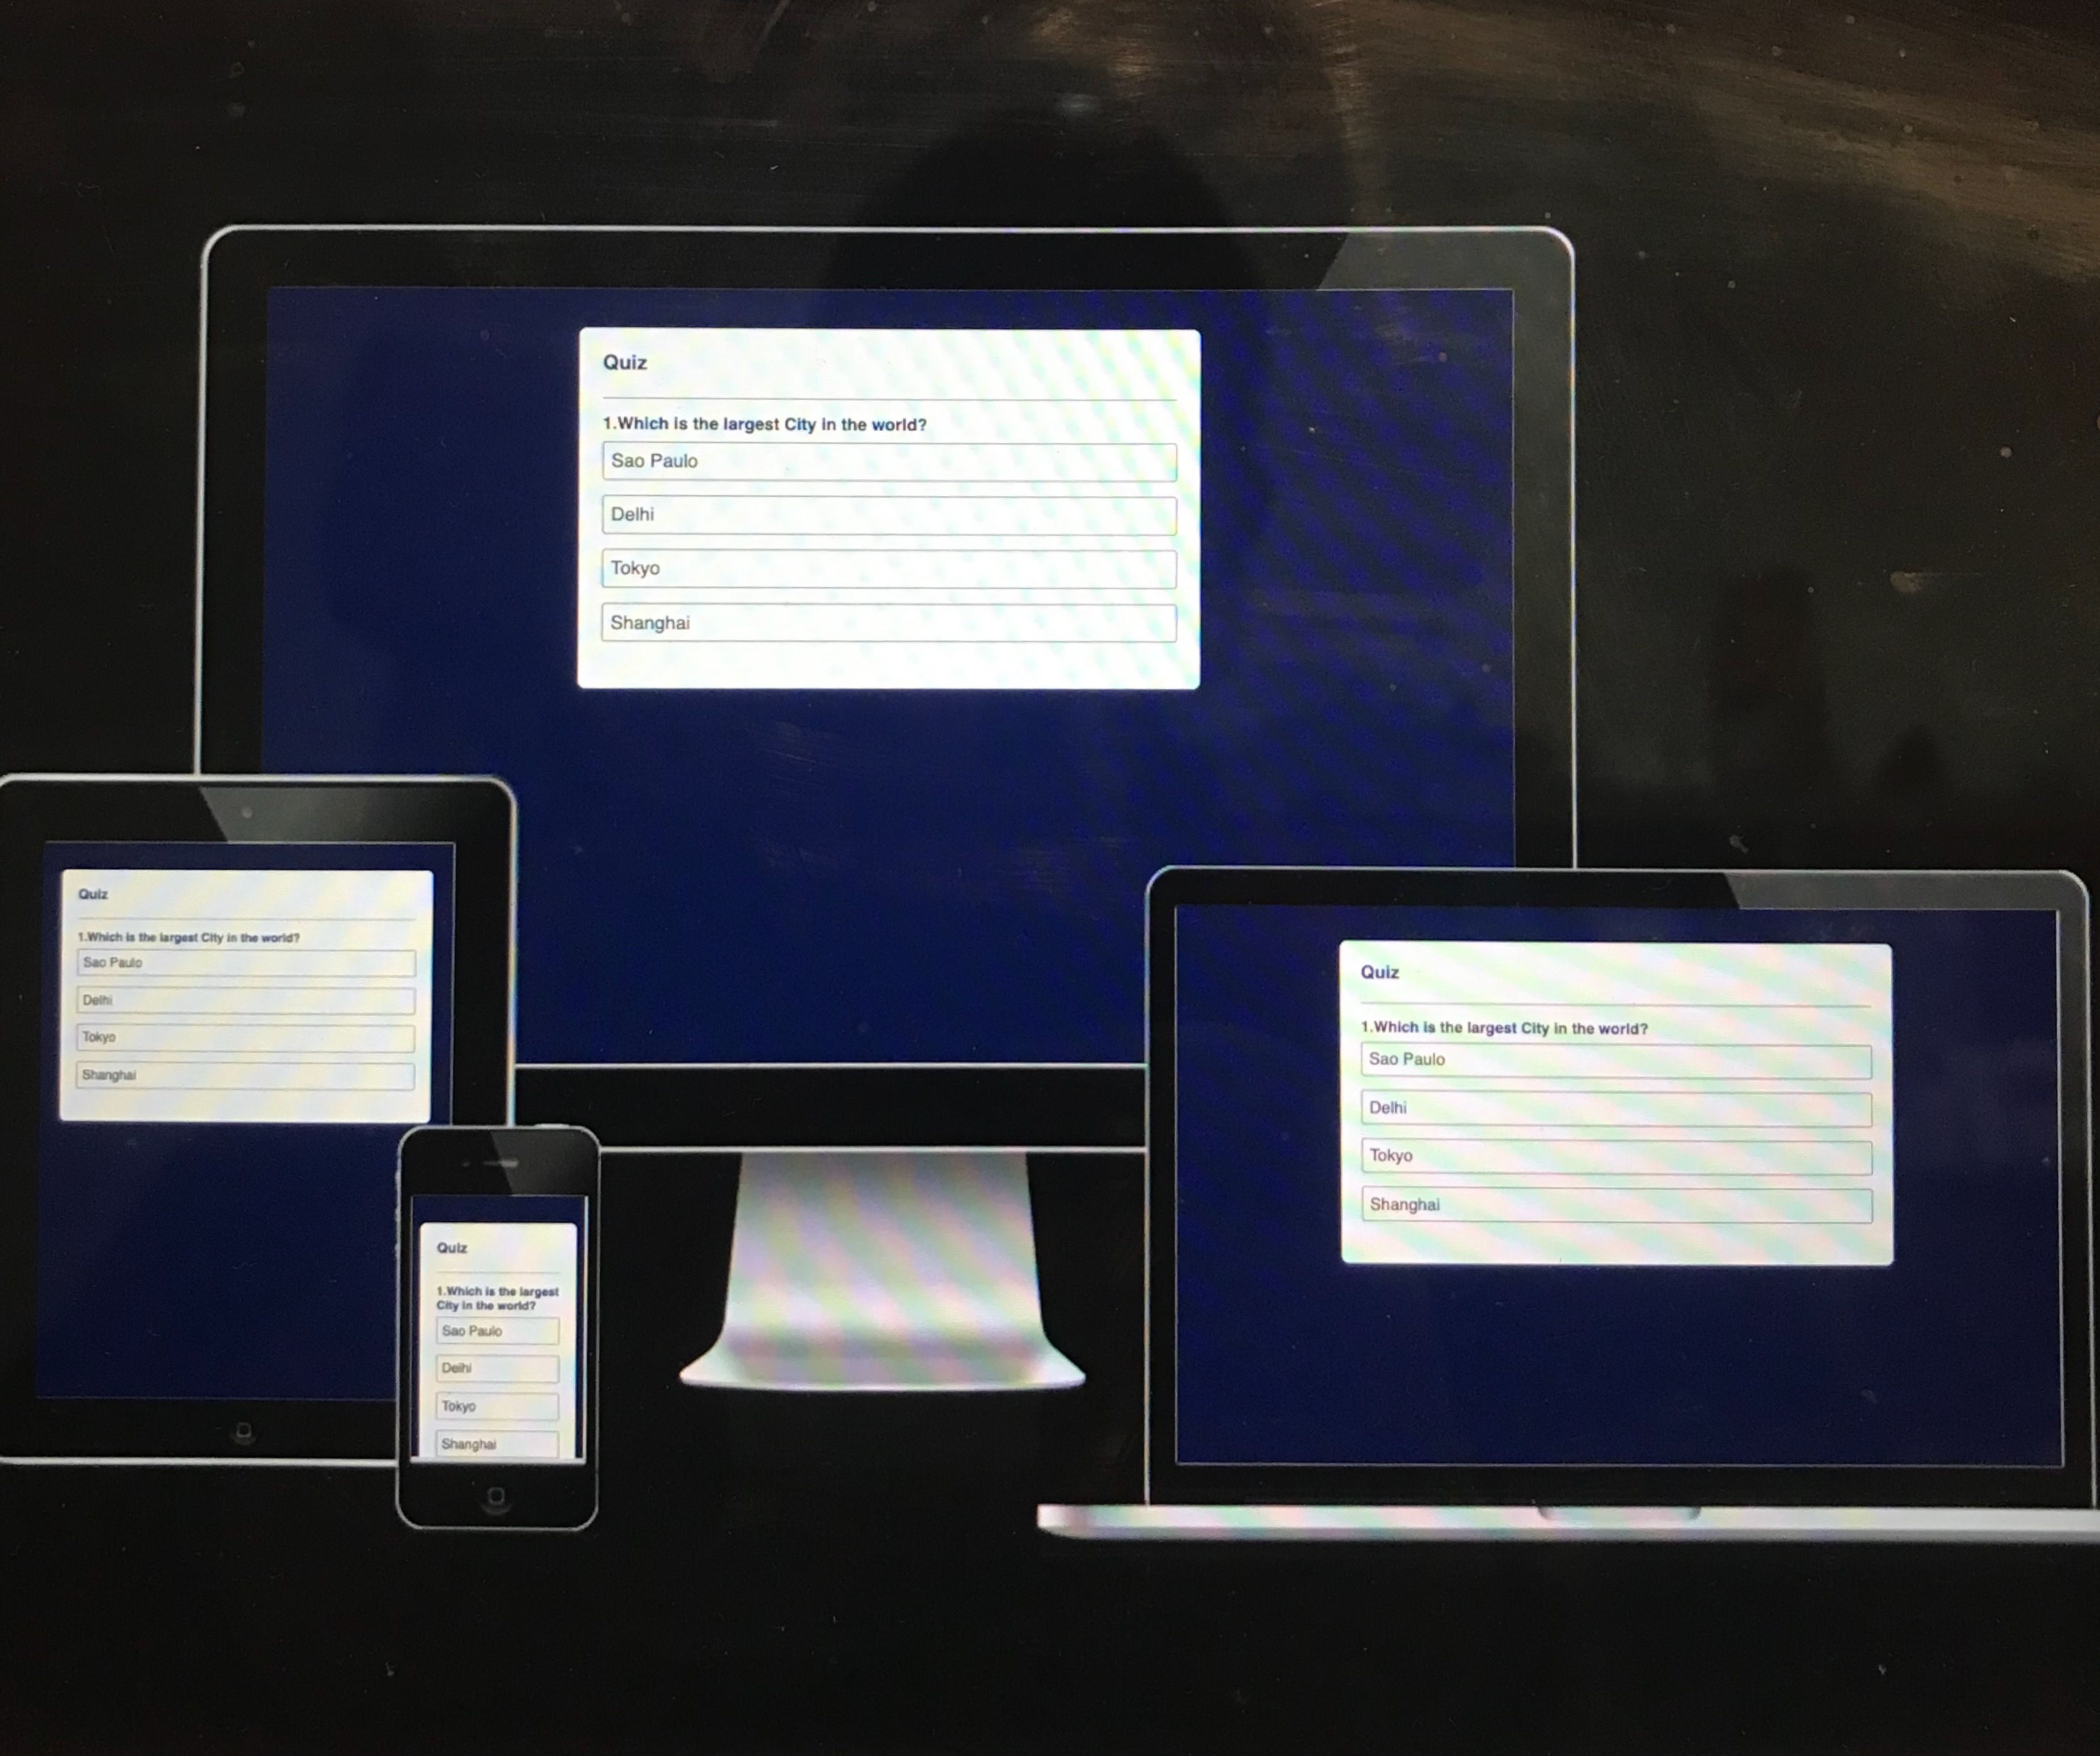 Quiz
1.Which is the largest City in the world?
Sao Paulo
Delhi
Tokyo
Shanghai
Quiz
1.Which is the largest City in the world?
Sao Paulo
Delhi
Tokyo
Shanghai
Quiz
1.Which is the largest
City in the world?
Sao Paulo
Delhi
Tokyo
Shanghai
Quiz
1.Which is the largest City in the world?
Sao Paulo
Delhi
Tokyo
Shanghai